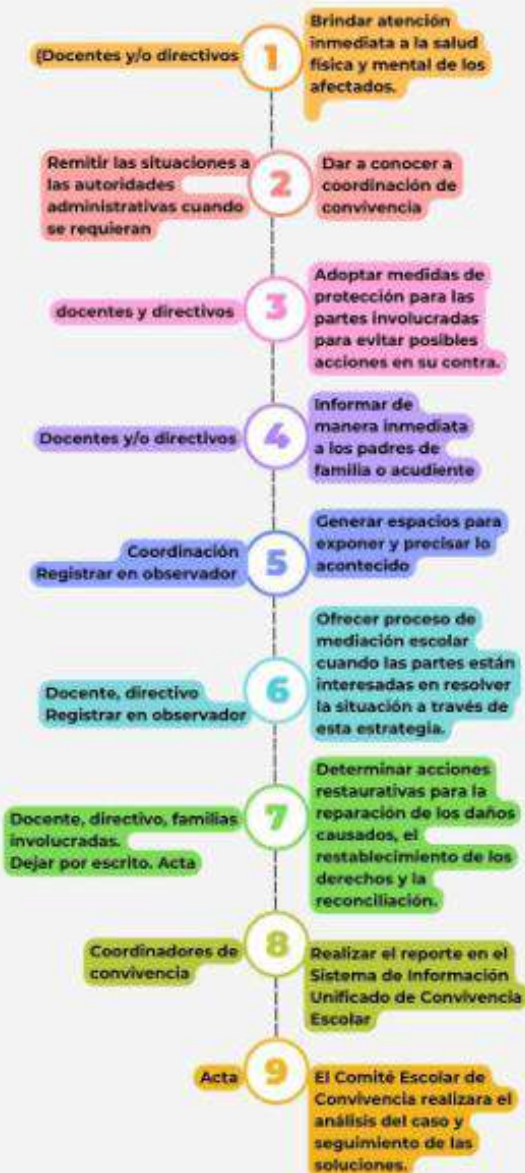 (Docentes y/o directivos
1
Brindar atención
inmediata a la salud
física y mental de los
afectados.
Remitir las situaciones a
las autoridades
administrativas cuando
se requieran
2
Dar a conocer a
coordinación de
convivencia
docentes y directivos
3
Adoptar medidas de
protección para las
partes involucradas
para evitar posibles
acciones en su contra.
Docentes y/o directivos
4
Informar de
manera inmediata
a los padres de
familia o acudiente
Coordinación
Registrar en observador
5
Generar espacios para
exponer y precisar lo
acontecido
Docente, directivo
Registrar en observador
6
Ofrecer proceso de
mediación escolar
cuando las partes están
interesadas en resolver
la situación a través de
esta estrategia.
Docente, directivo, familias
involucradas.
Dejar por escrito. Acta
7
Determinar acciones
restaurativas para la
reparación de los daños
causados, el
restablecimiento de los
derechos y la
reconciliación.
Coordinadores de
convivencia
8
Realizar el reporte en el
Sistema de Información
Unificado de Convivencia
Escolar
Acta
9
El Comité Escolar de
Convivencia realizara el
análisis del caso y
seguimiento de las
soluciones.